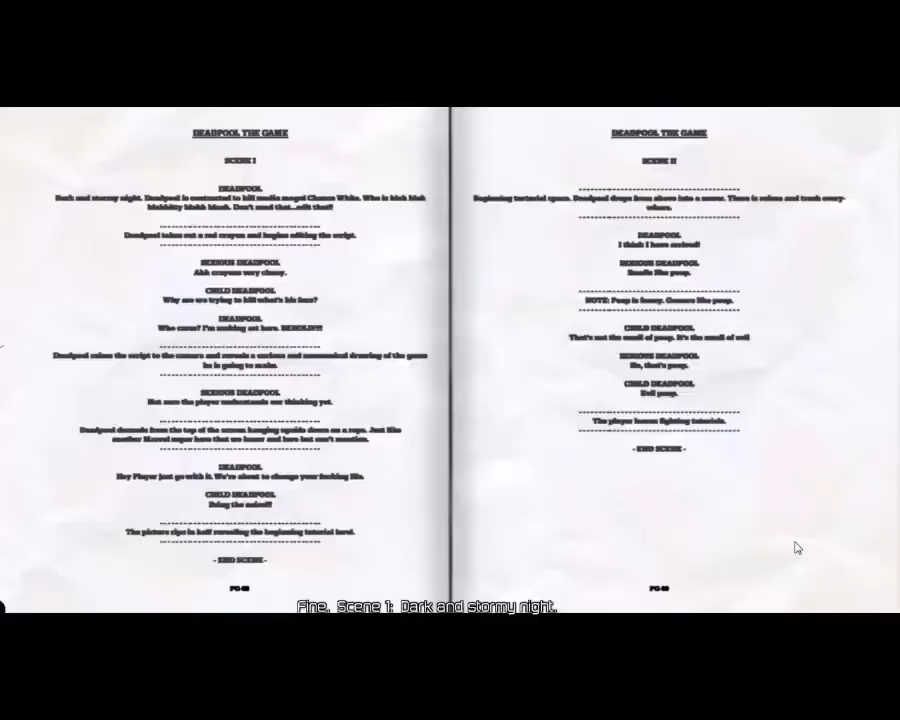 DEADPOOL THE GAME
SCENE I
DEADPOOL
Dark and stormy night. Deadpool is contracted to kill media mogul Chance White. Who is blah blah
blahblity blahh blaah. Don't read that...edit that!!
Deadpool takes out a red crayon and begins editing the script.
SERIOUS DEADPOOL
Ahh crayons very classy.
CHILD DEADPOOL
Why are we trying to kill what's his face?
DEADPOOL
Who cares? I'm making art here. BEHOLD!!!
Deadpool raises the script to the camera and reveals a and drawing of the game
he is going to make.
SERIOUS DEADPOOL
Not sure the player understands our thinking yet.
Deadpool descends from the top of the screen hanging upside down on a rope. Just like
another Marvel super hero that we know and love but can't mention.
DEADPOOL
Hey Player just go with it. We're about to change your fucking life.
CHILD DEADPOOL
Bring the noise!!!
The picture rips in half revealing the beginning tutorial level.
- END SCENE -
DEADPOOL THE GAME
SCENE II
Beginning tutorial space. Deadpool drops from above into a sewer. There is ruins and trash every-
where.
DEADPOOL
I think I have arrived!
SERIOUS DEADPOOL
Smells like poop.
NOTE: Poop is funny. Gamers like poop.
CHILD DEADPOOL
That's not the smell of poop. It's the smell of evil
SERIOUS DEADPOOL
No, that's poop.
CHILD DEADPOOL
Evil poop.
The player learns fighting tutorials.
- END SCENE -
Fine. Scene 1: Dark and stormy night.